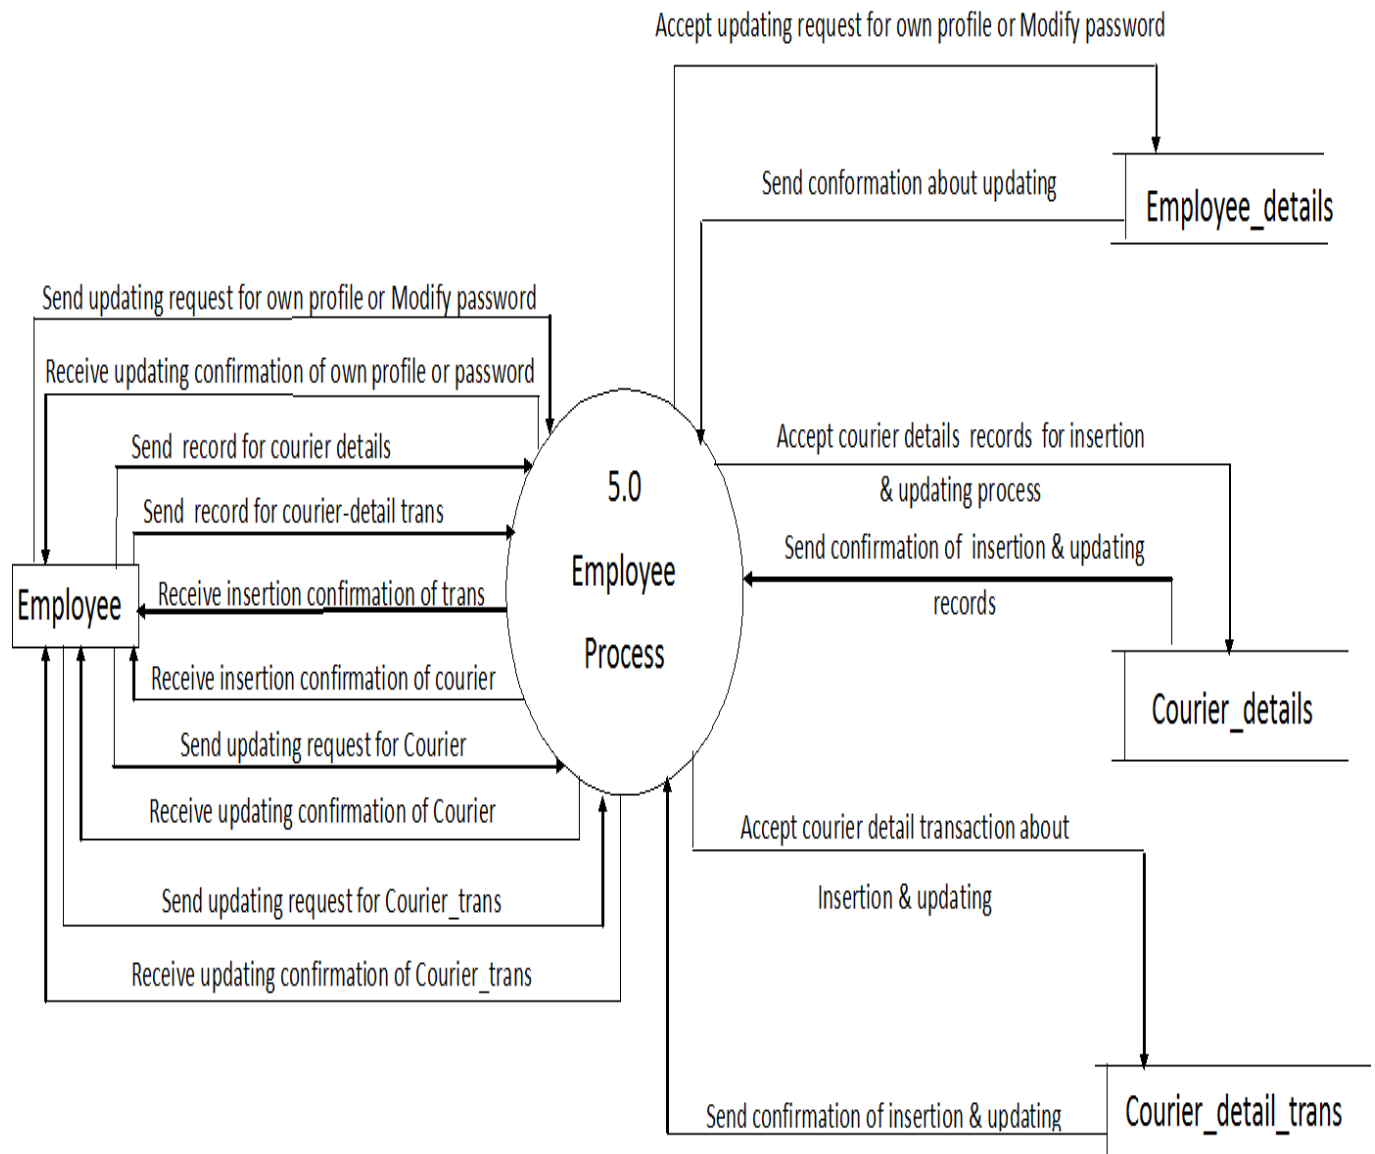 Accept updating request for own profile or Modify password
Send conformation about updating
Employee_details
Send updating request for own profile or Modify password
Receive updating confirmation of own profile or password
Send  record for courier details
Send  record for courier-detail trans
Employee
Receive insertion confirmation of trans
Receive insertion confirmation of courier
Send updating request for Courier
Receive updating confirmation of Courier
Send updating request for Courier_trans
Receive updating confirmation of Courier_trans
5.0
Employee
Process
Accept courier details  records  for insertion
& updating process
Send confirmation of  insertion & updating
records
Courier_details
Accept courier detail transaction about
Insertion & updating
Send confirmation of insertion & updating
Courier_detail_trans